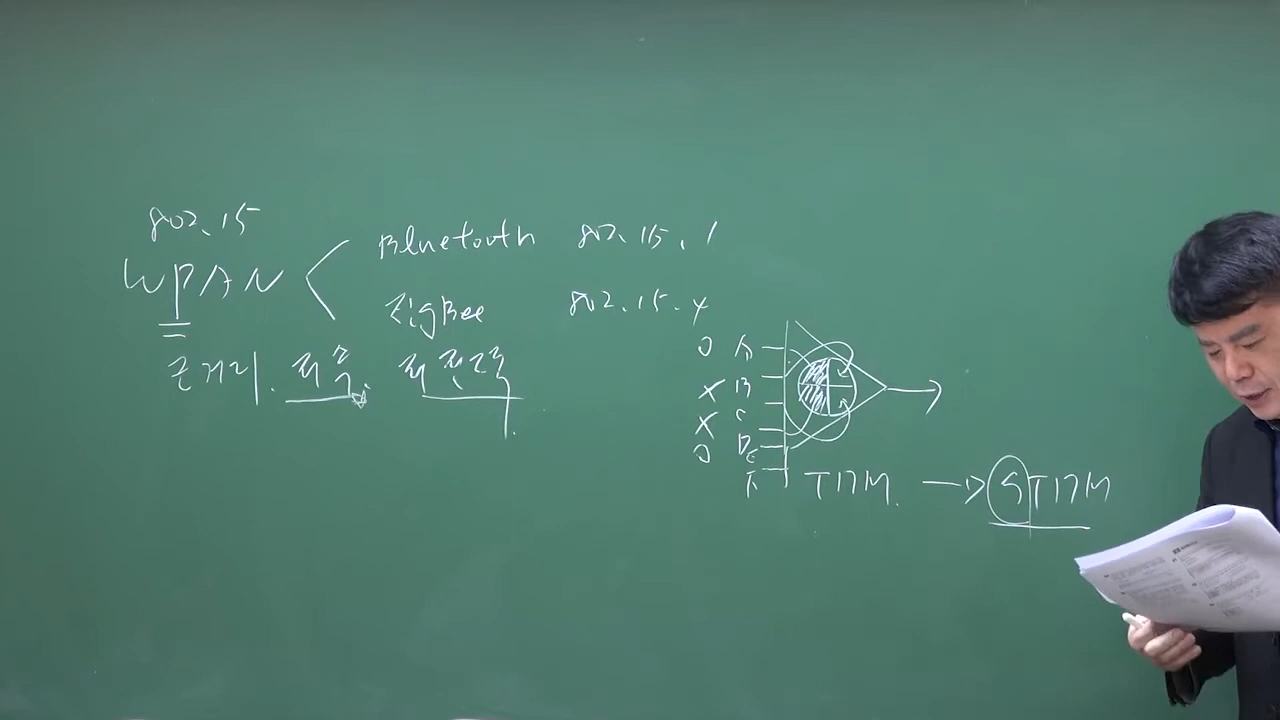 802.15
WPAN
Bluetooth 802.15.1
ZigBee 802.15.4
근거리. 저속. 저전력
O A
X B
X C
O D
E
F
TDM. → STDM